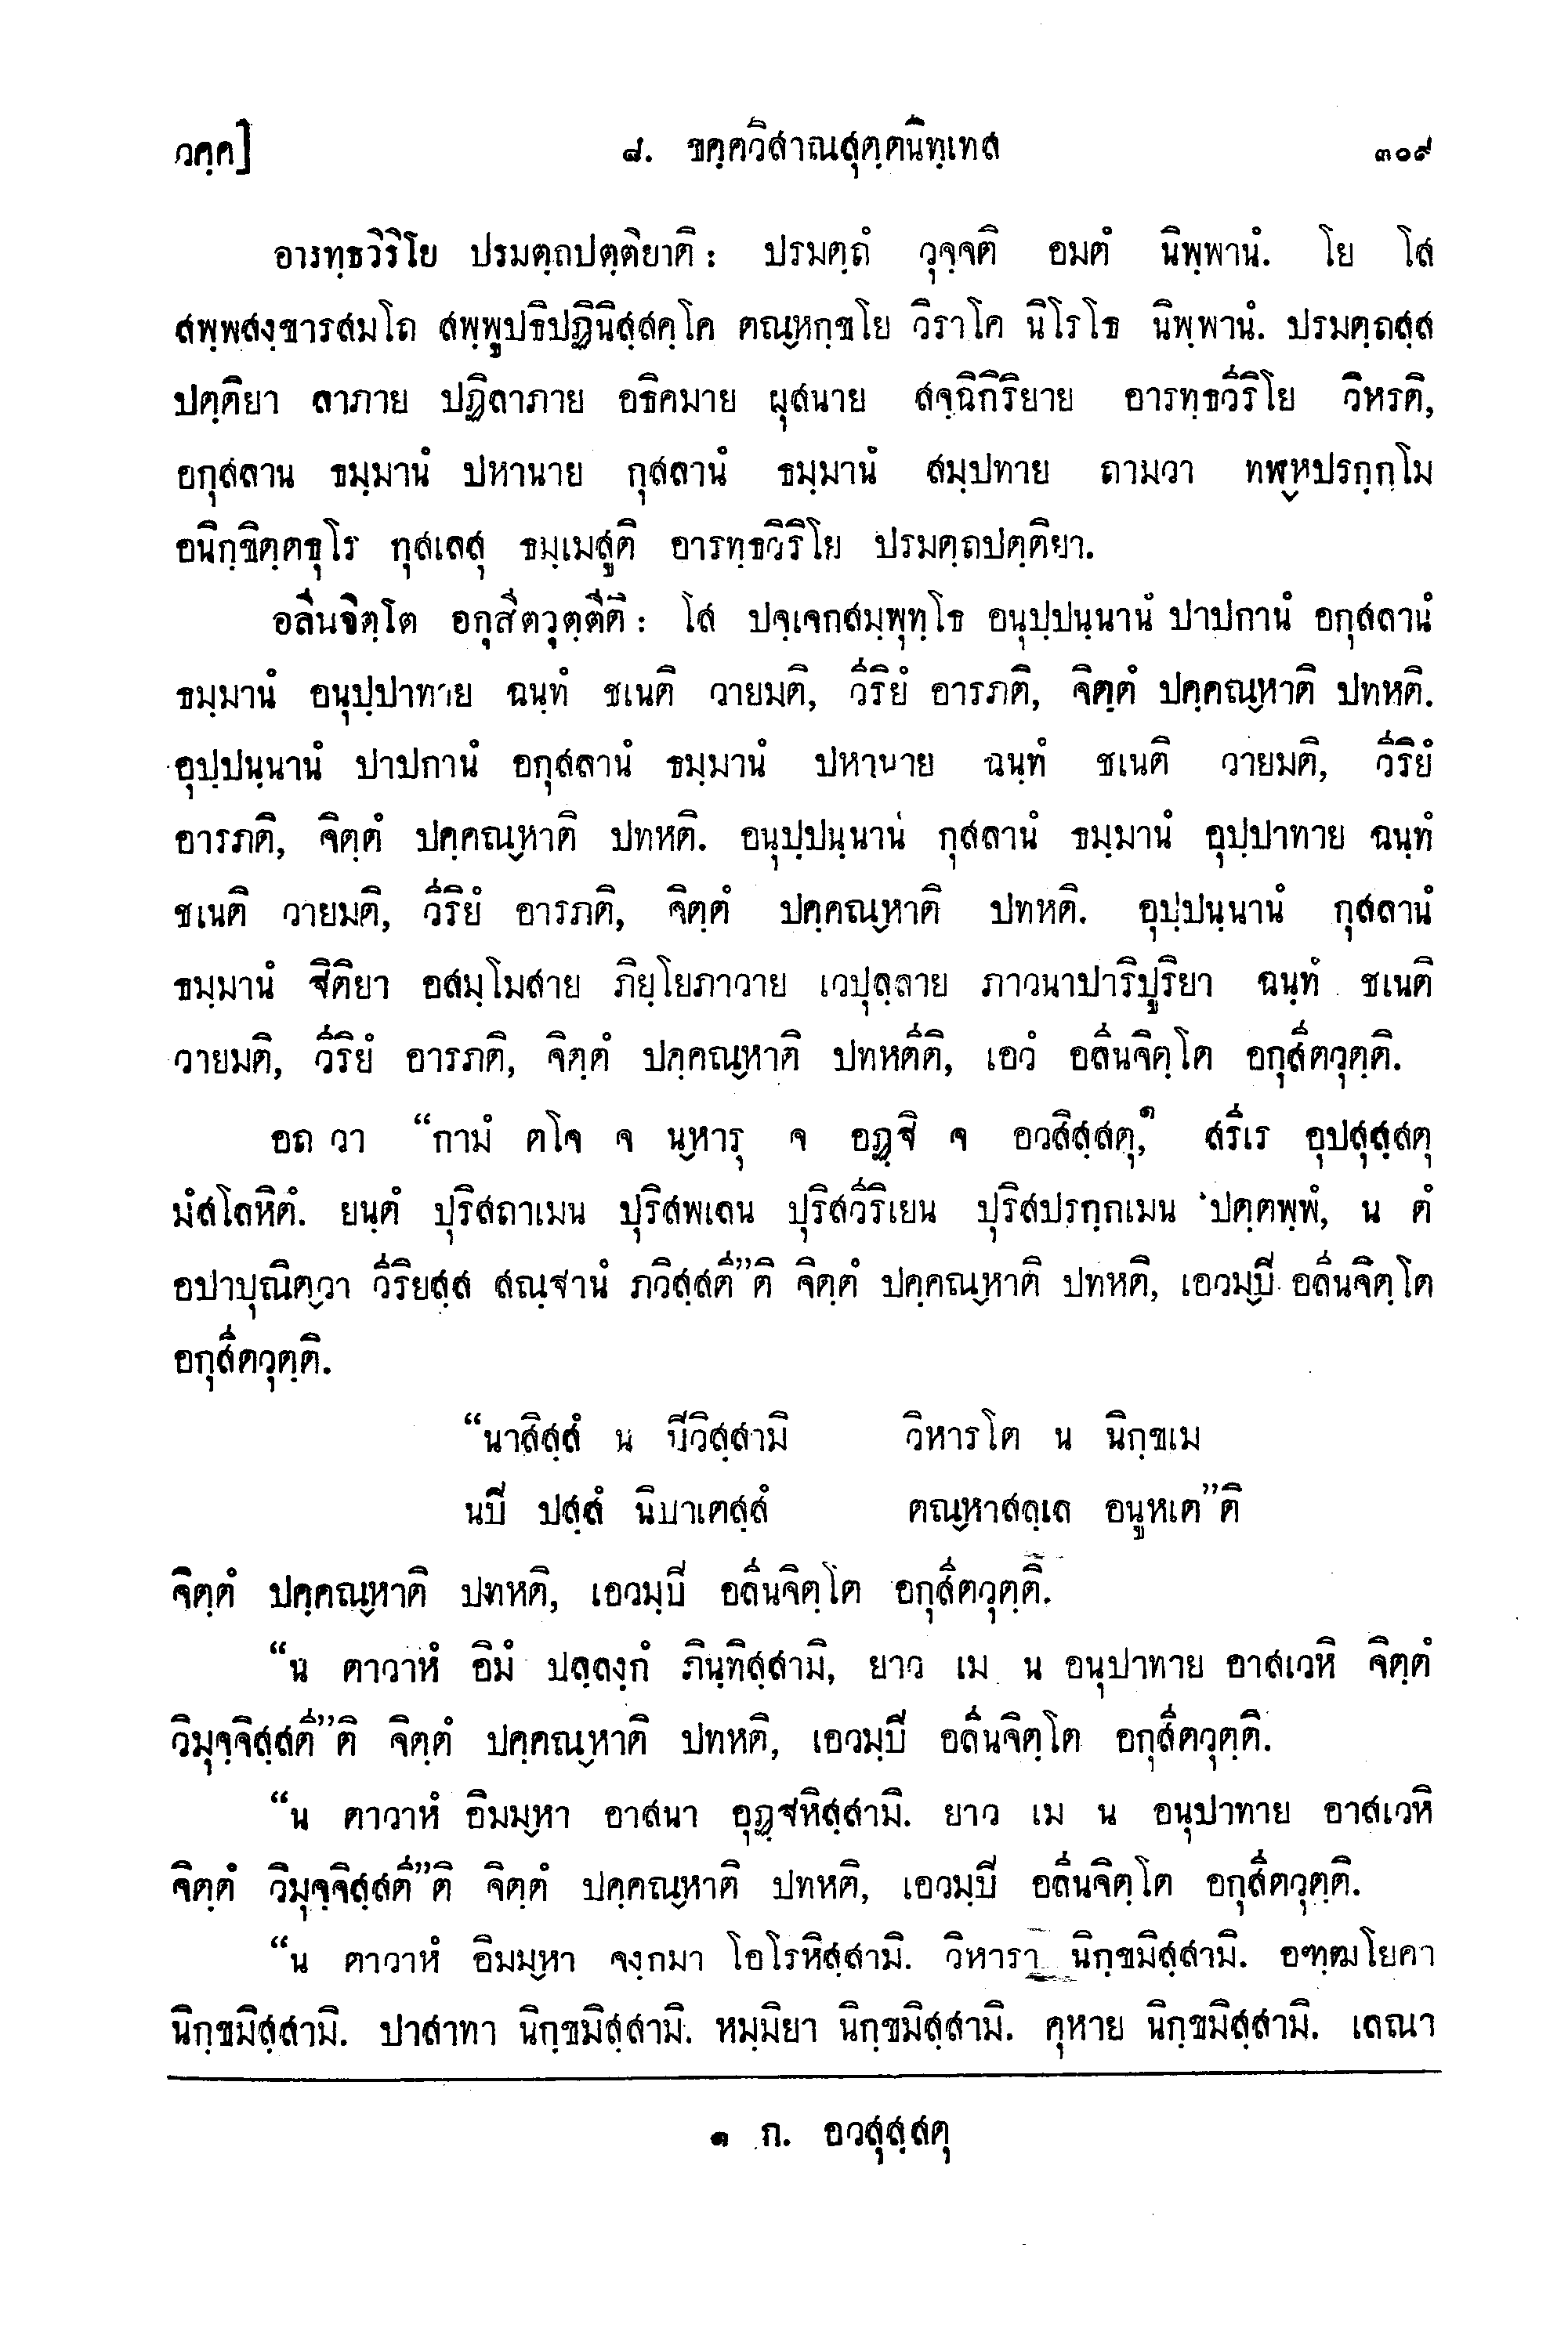 วคฺค]	๘. ขคฺควิสาณสุตฺตนิทฺเทส	๓๐๙
อารทฺธวิริโย ปรมตฺถปตฺติยาติ : ปรมตฺถํ วุจฺจติ อมตํ นิพฺพานํ. โย โส
สพฺพสงฺขารสมโถ สพฺพูปธิปฏินิสฺสคฺโค ตณฺหกฺขโย วิราโค นิโรโธ นิพฺพานํ. ปรมตฺถสฺส
ปตฺติยา ลาภาย ปฏิลาภาย อธิคมาย ผุสนาย สจฺฉิกิริยาย อารทฺธวีริโย วิหรติ,
อกุสลาน ธมฺมานํ ปหานาย กุสลานํ ธมฺมานํ สมฺปทาย ถามวา ทฬฺหปรกฺกโม
อนิกฺขิตฺตธุโร กุสเลสุ ธมฺเมสูติ อารทฺธวิริโย ปรมตฺถปตฺติยา.
อลีนจิตฺโต อกุสีตวุตฺตีติ : โส ปจฺเจกสมฺพุทฺโธ อนุปฺปนฺนานํ ปาปกานํ อกุสลานํ
ธมฺมานํ อนุปฺปาทาย ฉนฺทํ ชเนติ วายมติ, วีริยํ อารภติ, จิตฺตํ ปคฺคณฺหาติ ปทหติ.
อุปฺปนฺนานํ ปาปกานํ อกุสลานํ ธมฺมานํ ปหานาย ฉนฺทํ ชเนติ วายมติ, วีริยํ
อารภติ, จิตฺตํ ปคฺคณฺหาติ ปทหติ. อนุปฺปนฺนานํ กุสลานํ ธมฺมานํ อุปฺปาทาย ฉนฺทํ
ชเนติ วายมติ, วีริยํ อารภติ, จิตฺตํ ปคฺคณฺหาติ ปทหติ. อุปฺปนฺนานํ กุสลานํ
ธมฺมานํ ฐิติยา อสมฺโมสาย ภิยฺโยภาวาย เวปุลฺลาย ภาวนาปาริปูริยา ฉนฺทํ ชเนติ
วายมติ, วีริยํ อารภติ, จิตฺตํ ปคฺคณฺหาติ ปทหตีติ, เอวํ อลีนจิตฺโต อกุสีตวุตฺติ.
อถ วา “กามํ ตโจ จ นฺหารุ จ อฏฺฐิ จ อวสิสฺสตุ,๑ สรีเร อุปสุสฺสตุ
มํสโลหิตํ. ยนฺตํ ปุริสถาเมน ปุริสพเลน ปุริสวีริเยน ปุริสปรกฺกเมน ปตฺตพฺพํ, น ตํ
อปาปุณิตฺวา วีริยสฺส สณฺฐานํ ภวิสฺสตี”ติ จิตฺตํ ปคฺคณฺหาติ ปทหติ, เอวมฺปิ อลีนจิตฺโต
อกุสีตวุตฺติ.
“นาสิสฺสํ น ปิวิสฺสามิ	วิหารโต น นิกฺขเม
นปิ ปสฺสํ นิปาเตสฺสํ	ตณฺหาสลฺเล อนูหเต”ติ
จิตฺตํ ปคฺคณฺหาติ ปทหติ, เอวมฺปิ อลีนจิตฺโต อกุสีตวุตฺติ.
“น ตาวาหํ อิมํ ปลฺลงฺกํ ภินฺทิสฺสามิ, ยาว เม น อนุปาทาย อาสเวหิ จิตฺตํ
วิมุจฺจิสฺสตี”ติ จิตฺตํ ปคฺคณฺหาติ ปทหติ, เอวมฺปิ อลีนจิตฺโต อกุสีตวุตฺติ.
“น ตาวาหํ อิมมฺหา อาสนา อุฏฺฐหิสฺสามิ. ยาว เม น อนุปาทาย อาสเวหิ
จิตฺตํ วิมุจฺจิสฺสตี”ติ จิตฺตํ ปคฺคณฺหาติ ปทหติ, เอวมฺปิ อลีนจิตฺโต อกุสีตวุตฺติ.
“น ตาวาหํ อิมมฺหา จงฺกมา โอโรหิสฺสามิ. วิหารา นิกฺขมิสฺสามิ. อฑฺฒโยคา
นิกฺขมิสฺสามิ. ปาสาทา นิกฺขมิสฺสามิ. หมฺมิยา นิกฺขมิสฺสามิ. คุหาย นิกฺขมิสฺสามิ. เลณา
๑ ก. อวสุสฺสตุ